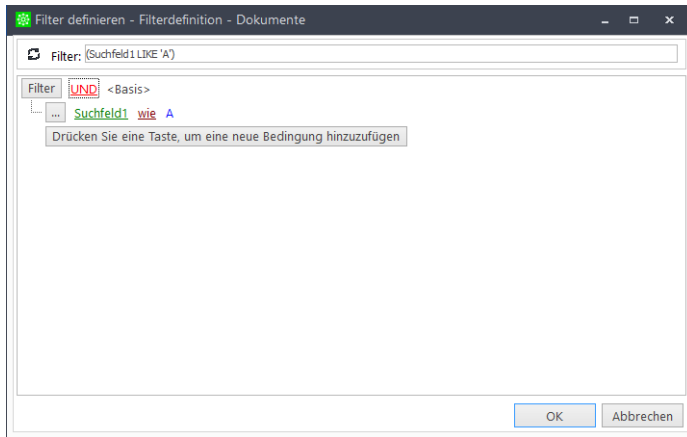 Filter definieren - Filterdefinition - Dokumente
Filter: (Suchfeld1 LIKE 'A')
Filter UND <Basis>
... Suchfeld1 wie A
Drücken Sie eine Taste, um eine neue Bedingung hinzuzufügen
OK Abbrechen